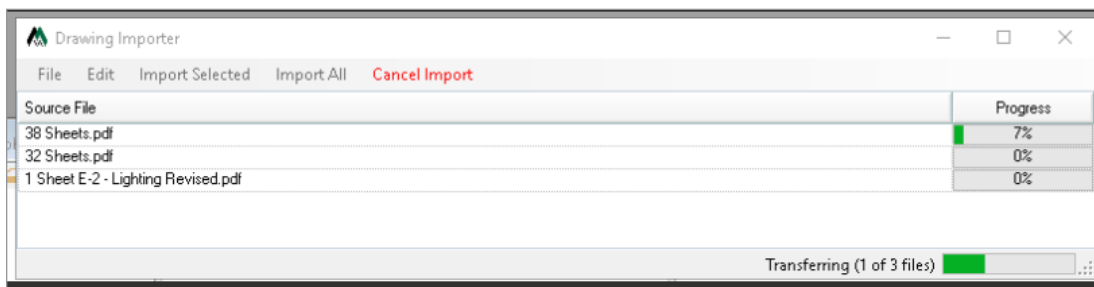 Drawing Importer
File Edit Import Selected Import All Cancel Import
Source File Progress
38 Sheets.pdf 7%
32 Sheets.pdf 0%
1 Sheet E-2 - Lighting Revised.pdf 0%
Transferring (1 of 3 files)